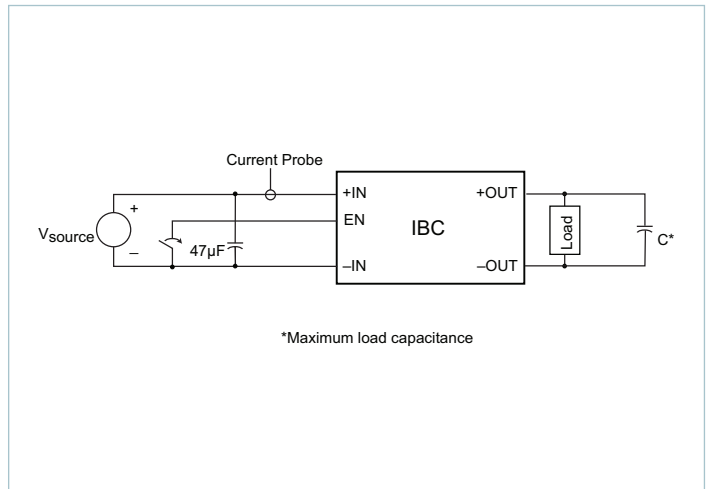 Current Probe
+IN
+OUT
+
EN
IBC
Load
Vsource
47µF
C*
–
–IN
–OUT
*Maximum load capacitance